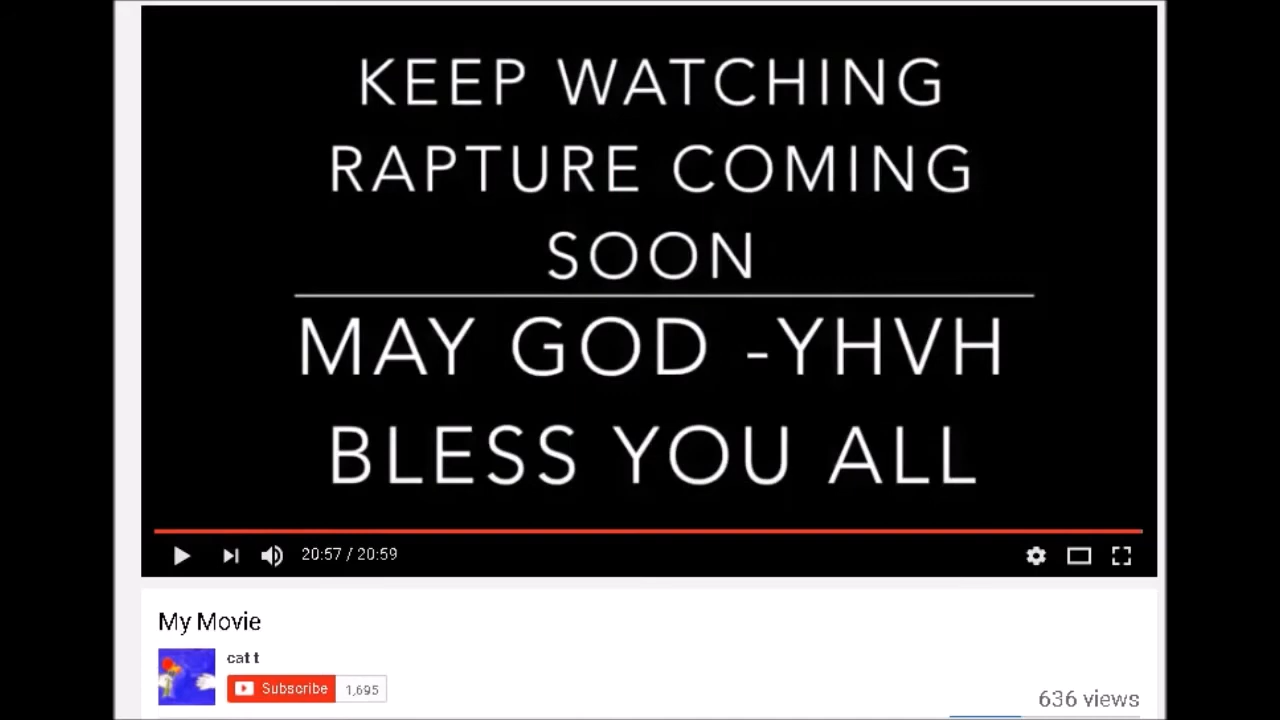 KEEP WATCHING
RAPTURE COMING
SOON
MAY GOD -YHVH
BLESS YOU ALL
20:57 / 20:59
My Movie
cat t
Subscribe 1,695
636 views